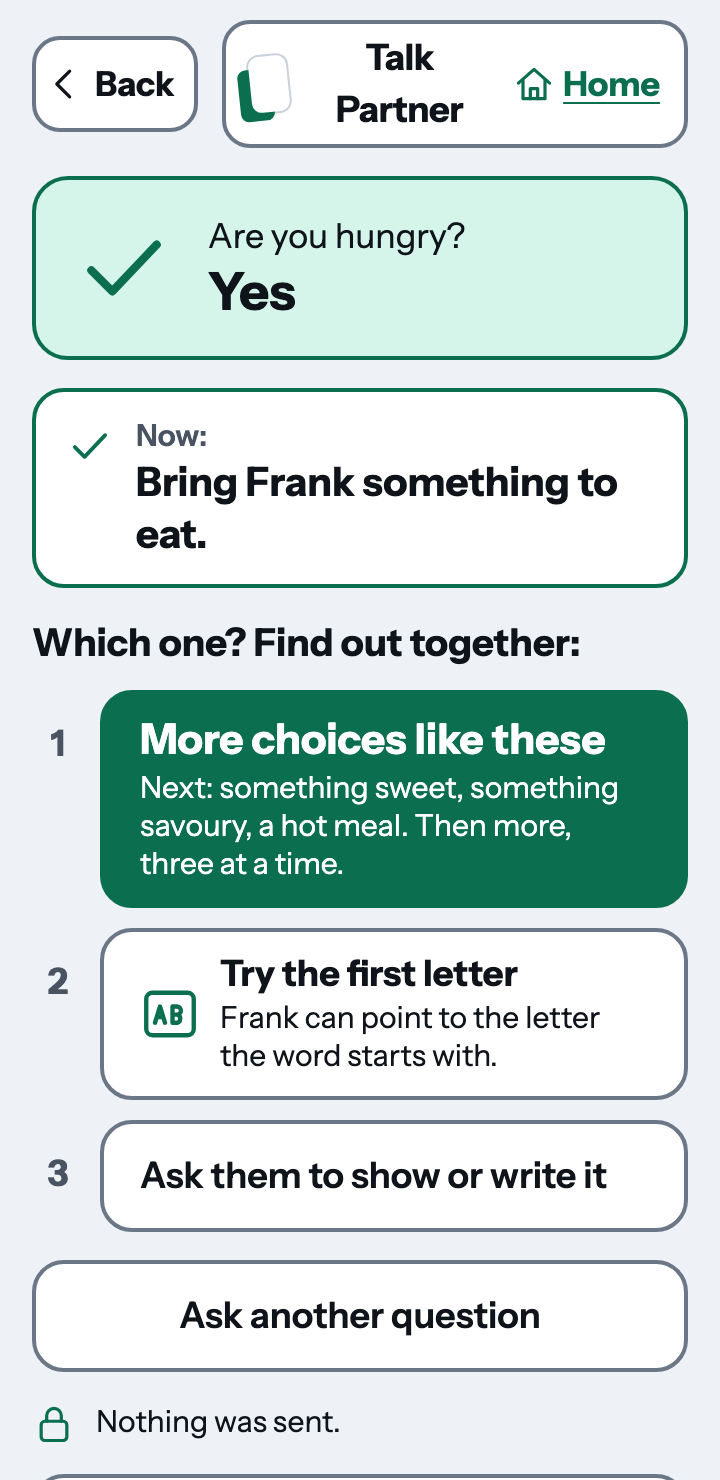 Back
Talk
Partner
Home
Are you hungry?
Yes
Now:
Bring Frank something to
eat.
Which one? Find out together:
1
More choices like these
Next: something sweet, something
savoury, a hot meal. Then more,
three at a time.
2
AB
Try the first letter
Frank can point to the letter
the word starts with.
3
Ask them to show or write it
Ask another question
Nothing was sent.